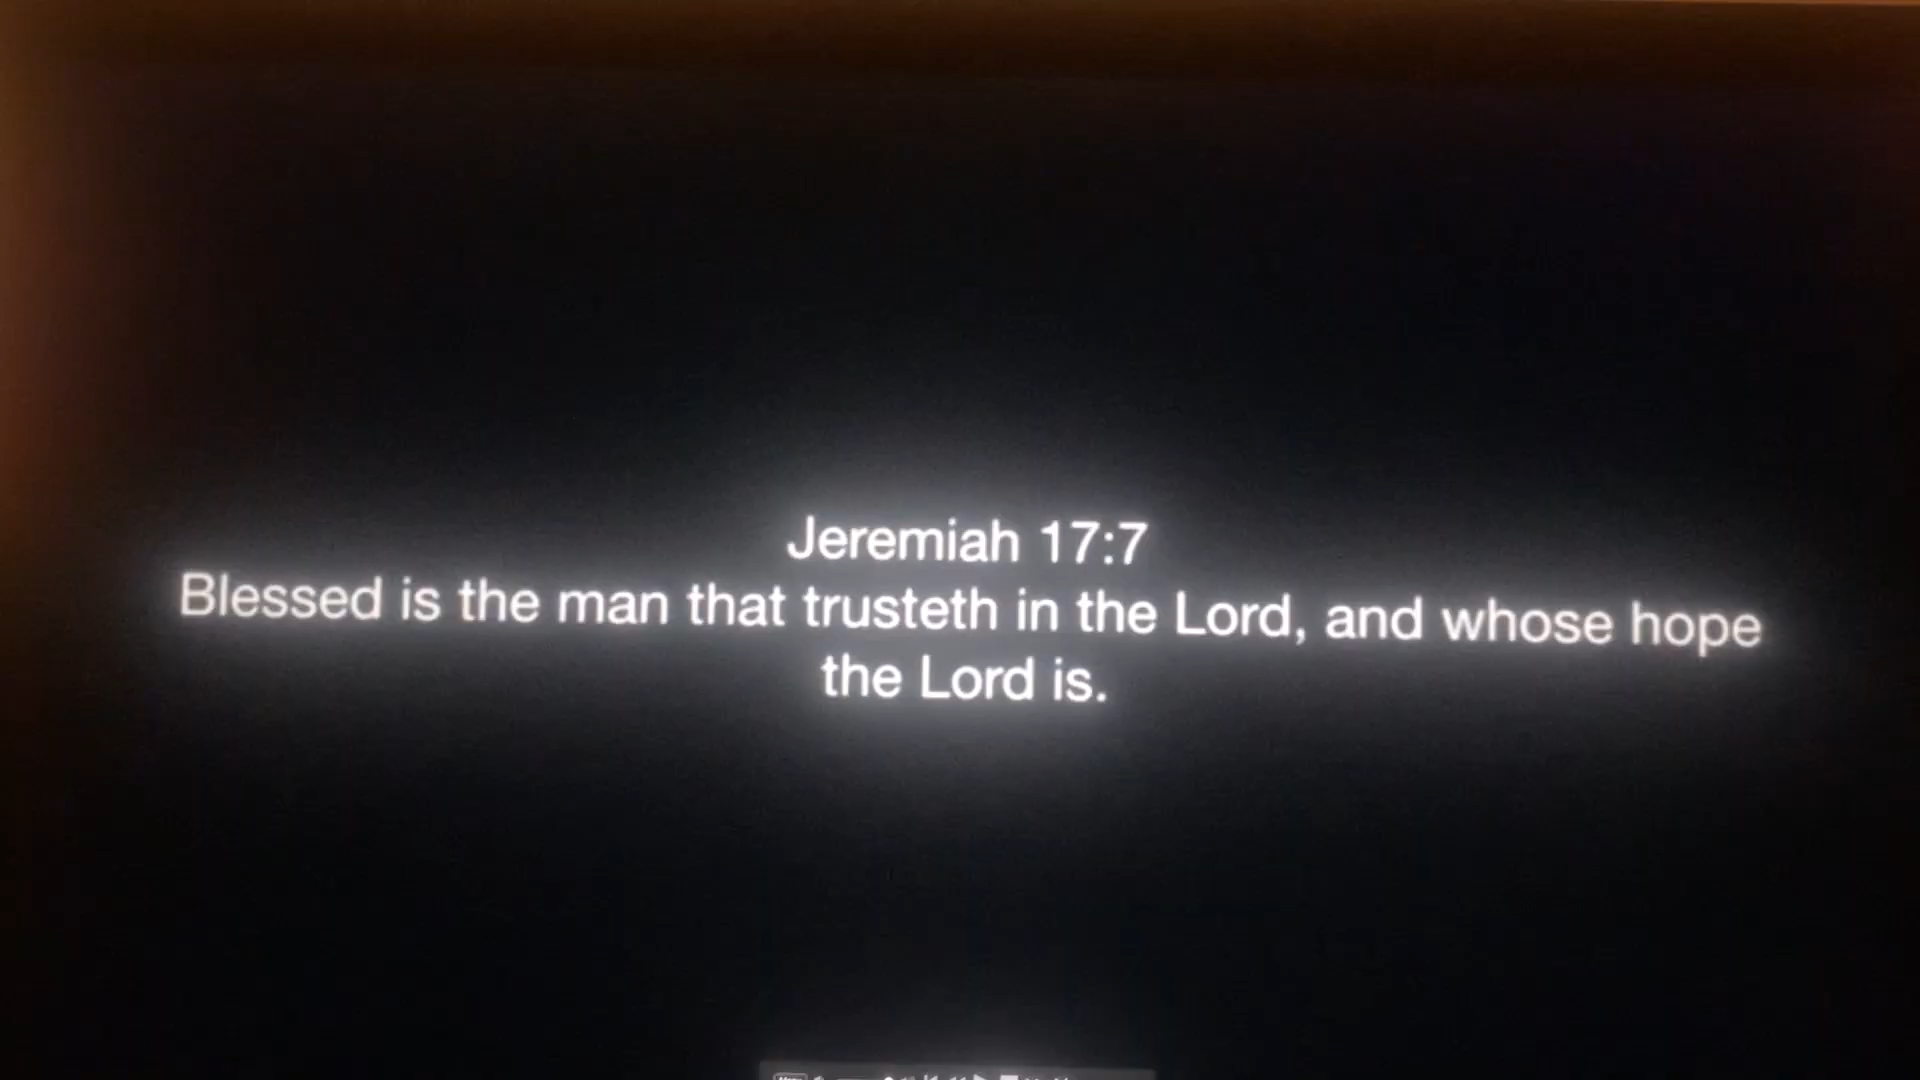 Jeremiah 17:7
Blessed is the man that trusteth in the Lord, and whose hope
the Lord is.